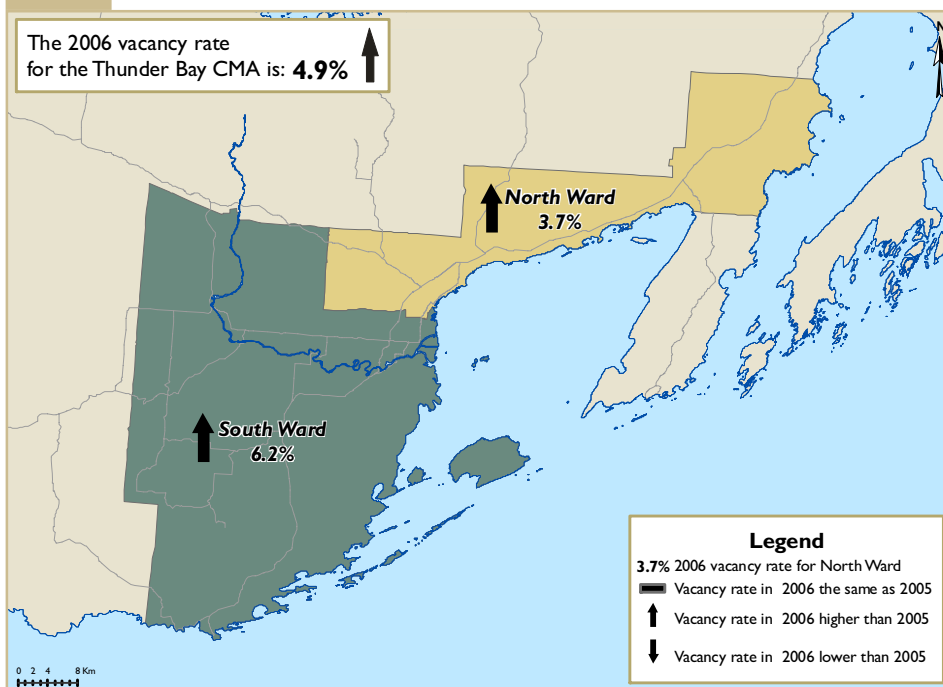 The 2006 vacancy rate
for the Thunder Bay CMA is: 4.9%
North Ward
3.7%
South Ward
6.2%
Legend
3.7% 2006 vacancy rate for North Ward
Vacancy rate in 2006 the same as 2005
Vacancy rate in 2006 higher than 2005
Vacancy rate in 2006 lower than 2005
0 2 4 8 Km